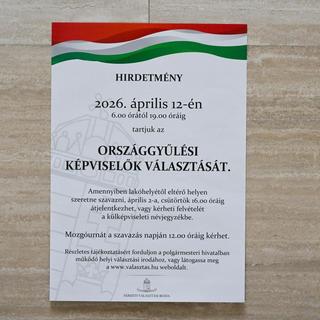 HIRDETMÉNY
2026. április 12-én
6.00 órától 19.00 óráig
tartjuk az
ORSZÁGGYŰLÉSI
KÉPVISELŐK VÁLASZTÁSÁT.
Amennyiben lakóhelyétől eltérő helyen
szeretne szavazni, április 2-a, csütörtök 16.00 óráig
átjelentkezhet, vagy kérheti felvételét
a külképviseleti névjegyzékbe.
Mozgóurnát a szavazás napján 12.00 óráig kérhet.
Részletes tájékoztatásért forduljon a polgármesteri hivatalban
működő helyi választási irodához, vagy látogassa meg
a www.valasztas.hu weboldalt.
NEMZETI VÁLASZTÁSI IRODA